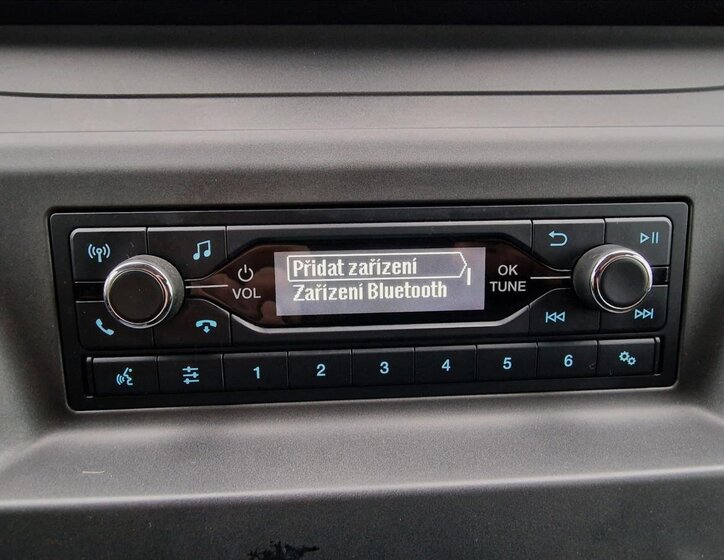 Přidat zařízení
Zařízení Bluetooth
VOL
OK
TUNE
1 2 3 4 5 6